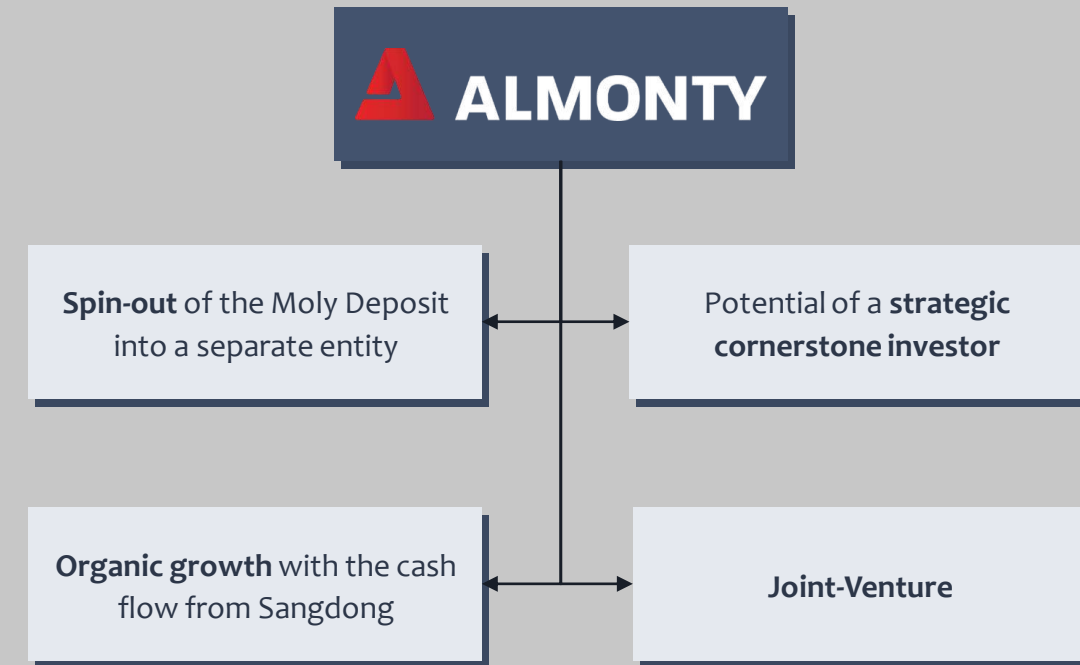 ALMONTY
Spin-out of the Moly Deposit
into a separate entity
Potential of a strategic
cornerstone investor
Organic growth with the cash
flow from Sangdong
Joint-Venture